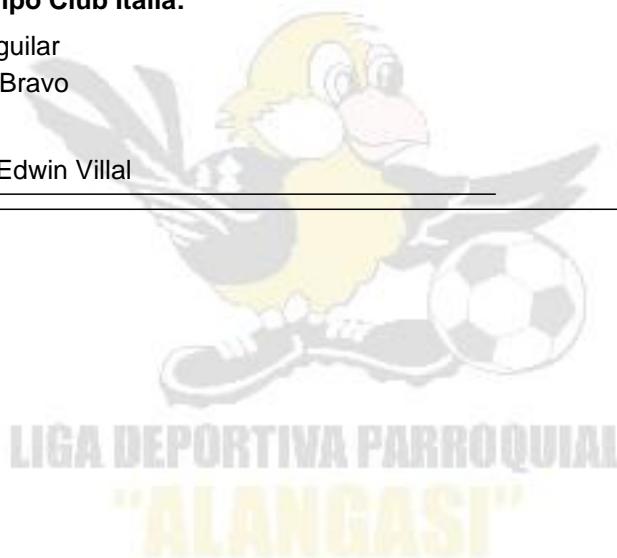 ipo Club Italia:
guilar
Bravo
Edwin Villal
LIGA DEPORTIVA PARROQUIAL
"ALANGASI"